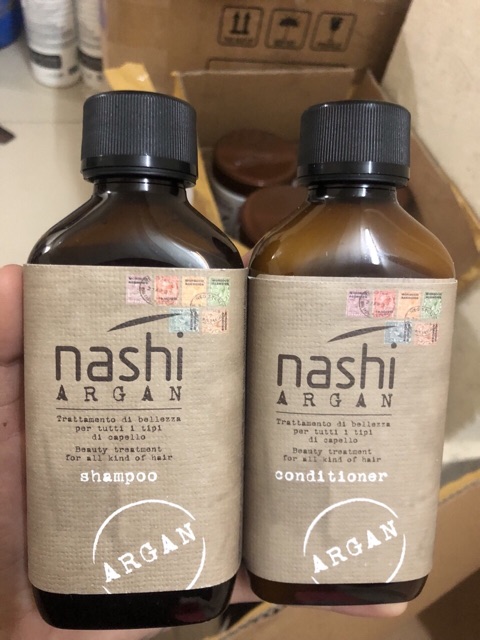 nashi
ARGAN
Trattamento di bellezza
per tutti i tipi
di capello
Beauty treatment
for all kind of hair
shampoo
ARGAN
nashi
ARGAN
Trattamento di bellezza
per tutti i tipi
di capello
Beauty treatment
for all kind of hair
conditioner
ARGAN